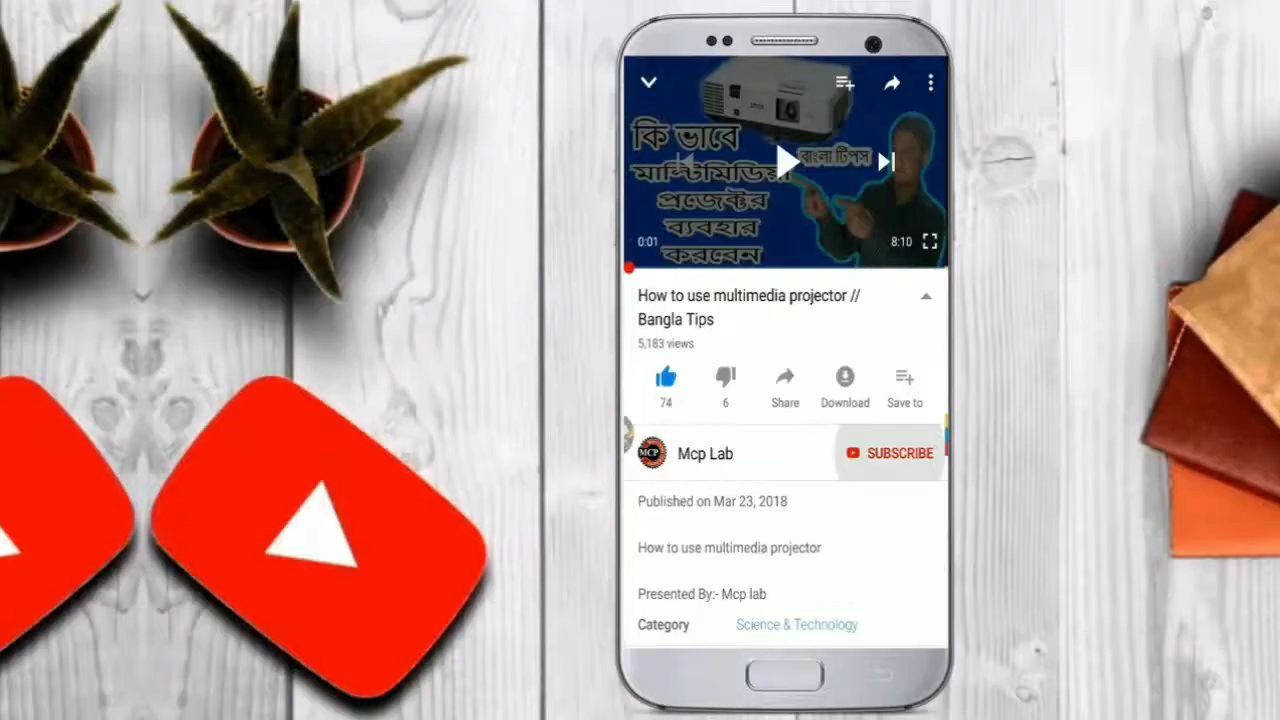 কি ভাবে
মাল্টিমিডিয়া
বাংলা টিপস
প্রজেক্টর
ব্যবহার
করবেন
0:01
8:10
How to use multimedia projector //
Bangla Tips
5,183 views
74
6
Share
Download
Save to
MCP
Mcp Lab
SUBSCRIBE
Published on Mar 23, 2018
How to use multimedia projector
Presented By:- Mcp lab
Category
Science & Technology